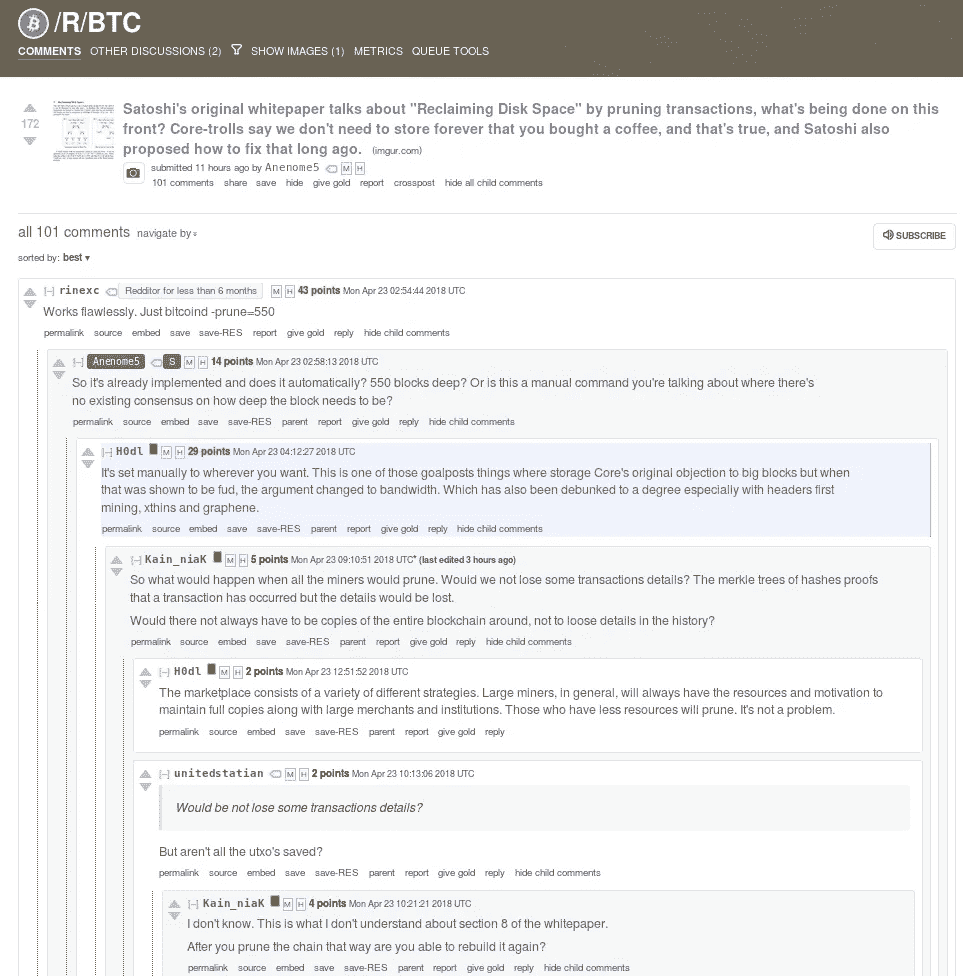 /R/BTC
COMMENTS OTHER DISCUSSIONS (2) SHOW IMAGES (1) METRICS QUEUE TOOLS
172
Satoshi's original whitepaper talks about "Reclaiming Disk Space" by pruning transactions, what's being done on this
front? Core-trolls say we don't need to store forever that you bought a coffee, and that's true, and Satoshi also
proposed how to fix that long ago. (imgur.com)
submitted 11 hours ago by Anenome5 M H
101 comments share save hide give gold report crosspost hide all child comments
all 101 comments navigate by
SUBSCRIBE
sorted by: best ▾
[–] rinexc Redditor for less than 6 months M H 43 points Mon Apr 23 02:54:44 2018 UTC
Works flawlessly. Just bitcoind -prune=550
permalink source embed save save-RES report give gold reply hide child comments
[–] Anenome5 S M H 14 points Mon Apr 23 02:58:13 2018 UTC
So it's already implemented and does it automatically? 550 blocks deep? Or is this a manual command you're talking about where there's
no existing consensus on how deep the block needs to be?
permalink source embed save save-RES parent report give gold reply hide child comments
[–] H0dl M H 29 points Mon Apr 23 04:12:27 2018 UTC
It's set manually to wherever you want. This is one of those goalposts things where storage Core's original objection to big blocks but when
that was shown to be fud, the argument changed to bandwidth. Which has also been debunked to a degree especially with headers first
mining, xthins and graphene.
permalink source embed save save-RES parent report give gold reply hide child comments
[–] Kain_niaK M H 5 points Mon Apr 23 09:10:51 2018 UTC* (last edited 3 hours ago)
So what would happen when all the miners would prune. Would we not lose some transactions details? The merkle trees of hashes proofs
that a transaction has occurred but the details would be lost.
Would there not always have to be copies of the entire blockchain around, not to loose details in the history?
permalink source embed save save-RES parent report give gold reply hide child comments
[–] H0dl M H 2 points Mon Apr 23 12:51:52 2018 UTC
The marketplace consists of a variety of different strategies. Large miners, in general, will always have the resources and motivation to
maintain full copies along with large merchants and institutions. Those who have less resources will prune. It's not a problem.
permalink source embed save save-RES parent report give gold reply
[–] unitedstatian M H 2 points Mon Apr 23 10:13:06 2018 UTC
Would be not lose some transactions details?
But aren't all the utxo's saved?
permalink source embed save save-RES parent report give gold reply hide child comments
[–] Kain_niaK M H 4 points Mon Apr 23 10:21:21 2018 UTC
I don't know. This is what I don't understand about section 8 of the whitepaper.
After you prune the chain that way are you able to rebuild it again?
permalink source embed save save-RES parent report give gold reply hide child comments